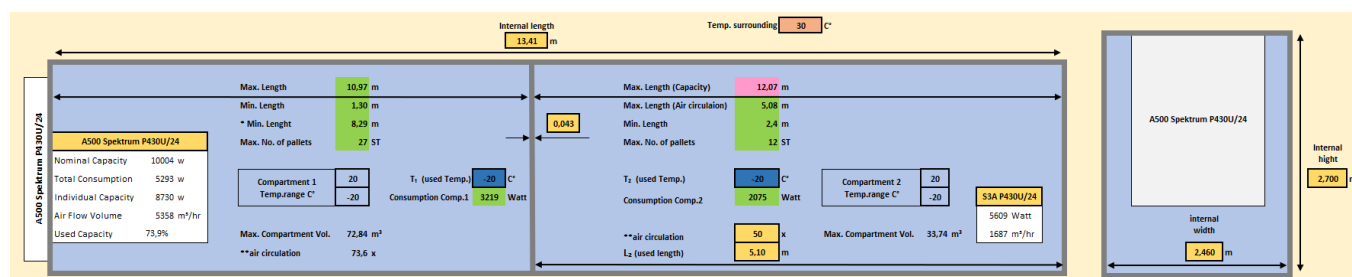 Internal length
13,41 m
Temp. surrounding 30 C°
A500 Spektrum P430U/24
A500 Spektrum P430U/24
Nominal Capacity 10004 w
Total Consumption 5293 w
Individual Capacity 8730 w
Air Flow Volume 5358 m³/hr
Used Capacity 73,9%
Max. Length 10,97 m
Min. Length 1,30 m
* Min. Lenght 8,29 m
Max. No. of pallets 27 ST
Compartment 1 20
Temp.range C° -20
T₁ (used Temp.) -20 C°
Consumption Comp.1 3219 Watt
Max. Compartment Vol. 72,84 m³
**air circulation 73,6 x
0,043
Max. Length (Capacity) 12,07 m
Max. Length (Air circulaion) 5,08 m
Min. Length 2,4 m
Max. No. of pallets 12 ST
T₂ (used Temp.) -20 C°
Consumption Comp.2 2075 Watt
Compartment 2 20
Temp.range C° -20
**air circulation 50 x
L₂ (used length) 5,10 m
Max. Compartment Vol. 33,74 m³
S3A P430U/24
5609 Watt
1687 m³/hr
A500 Spektrum P430U/24
internal
width
2,460 m
Internal
hight
2,700 m